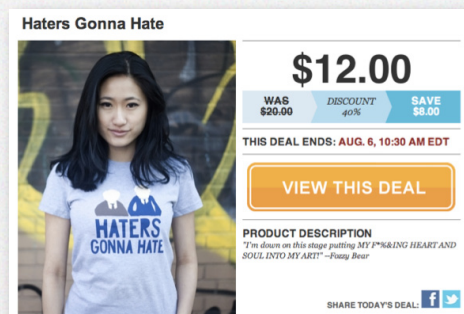 Haters Gonna Hate
HATERS
GONNA HATE
$12.00
WAS
$20.00
DISCOUNT
40%
SAVE
$8.00
THIS DEAL ENDS: AUG. 6, 10:30 AM EDT
VIEW THIS DEAL
PRODUCT DESCRIPTION
"I'm down on this stage putting MY F*%&ING HEART AND
SOUL INTO MY ART!" --Fozzy Bear
SHARE TODAY'S DEAL: